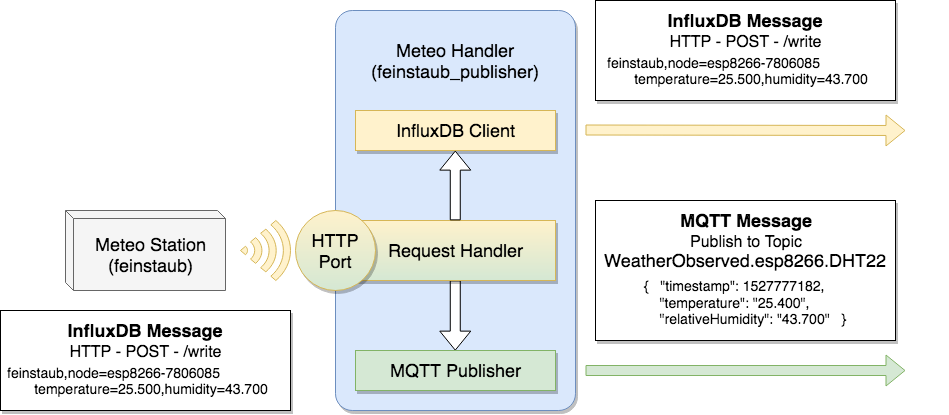 InfluxDB Message
HTTP - POST - /write
feinstaub,node=esp8266-7806085
temperature=25.500,humidity=43.700
Meteo Handler
(feinstaub_publisher)
InfluxDB Client
Meteo Station
(feinstaub)
HTTP
Port
Request Handler
MQTT Message
Publish to Topic
WeatherObserved.esp8266.DHT22
{ "timestamp": 1527777182,
"temperature": "25.400",
"relativeHumidity": "43.700" }
InfluxDB Message
HTTP - POST - /write
feinstaub,node=esp8266-7806085
temperature=25.500,humidity=43.700
MQTT Publisher